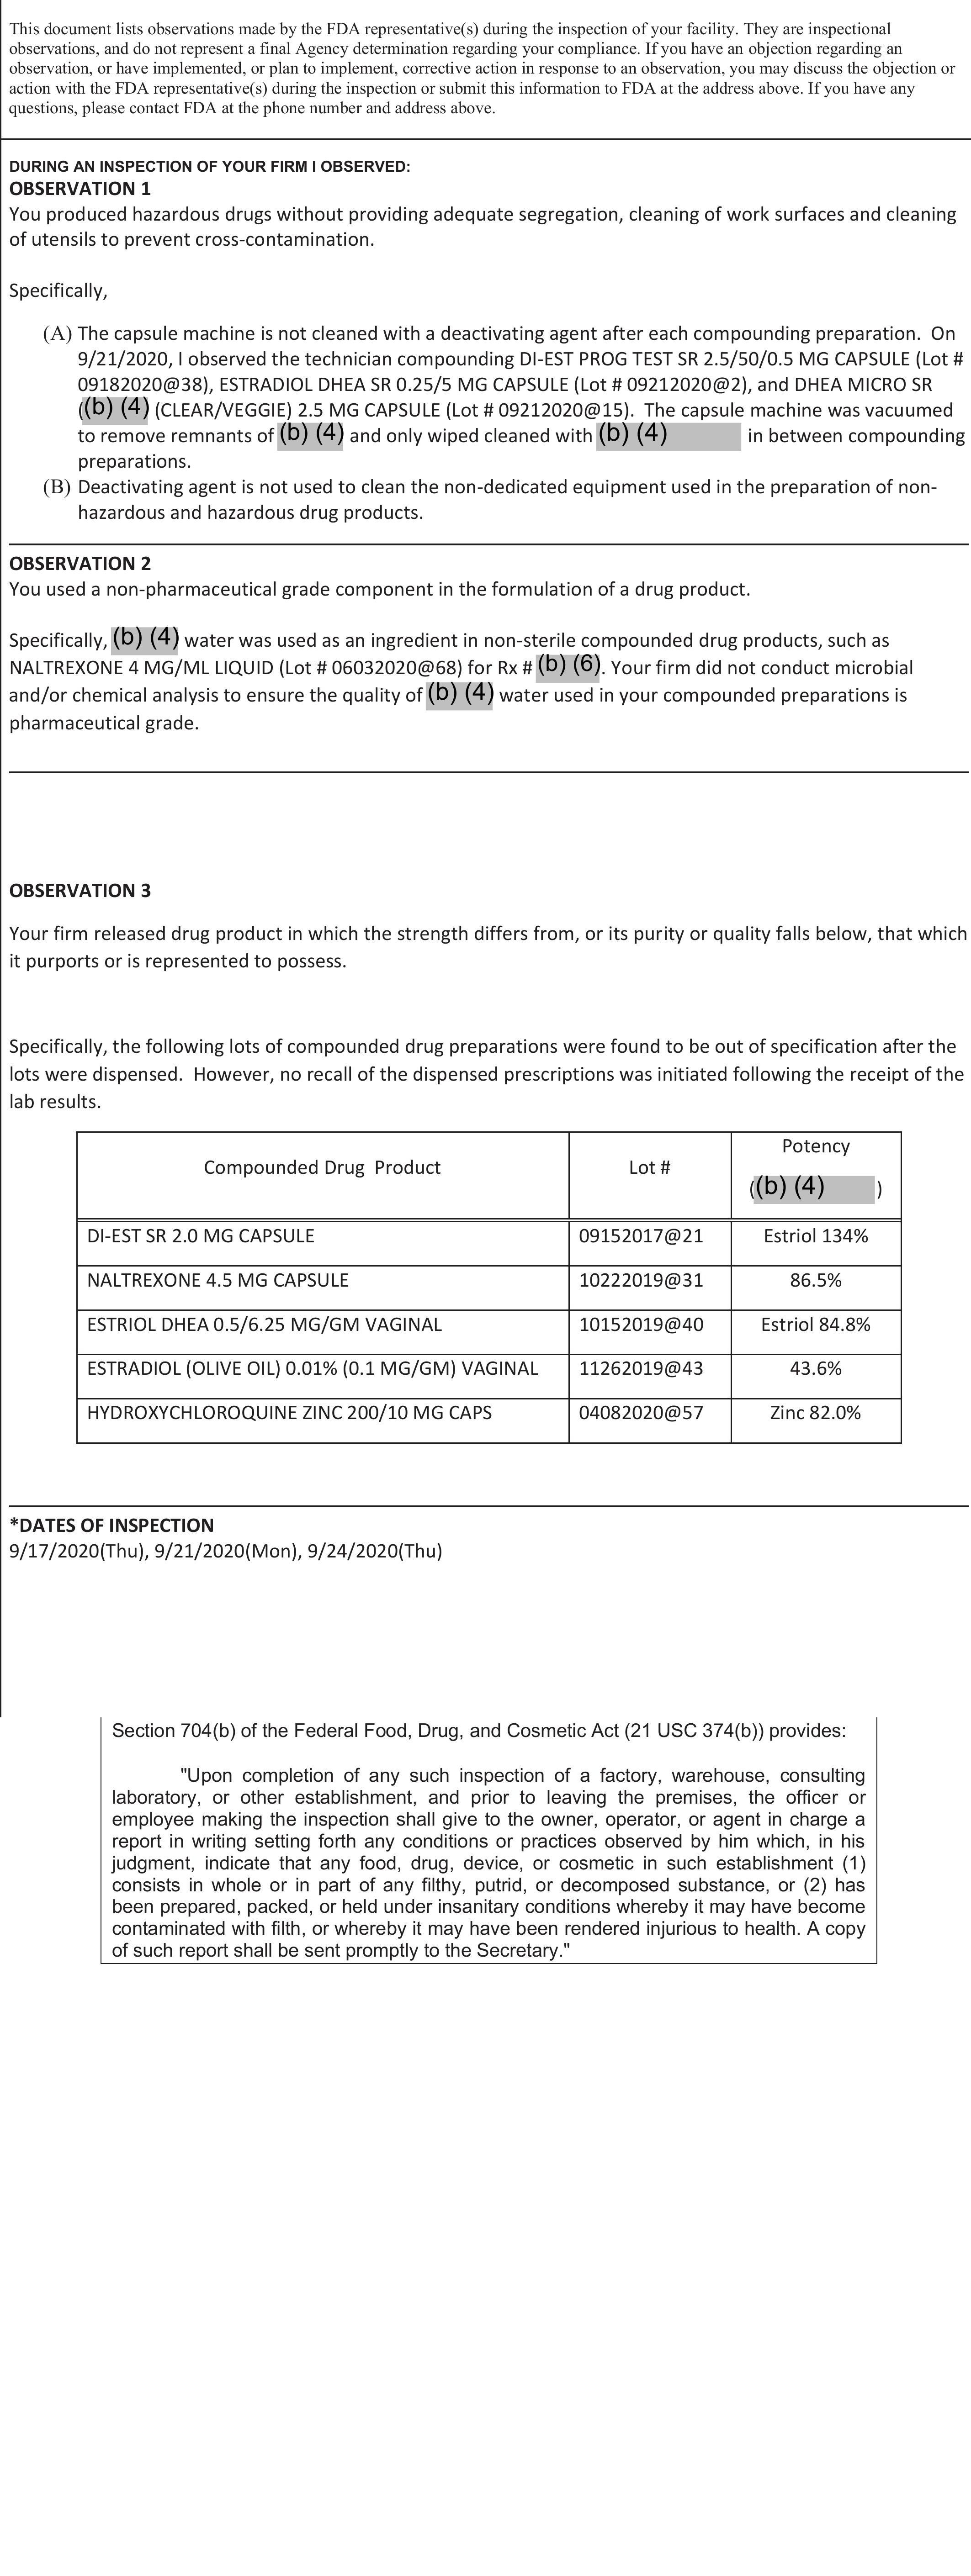 This document lists observations made by the FDA representative(s) during the inspection of your facility. They are inspectional
observations, and do not represent a final Agency determination regarding your compliance. If you have an objection regarding an
observation, or have implemented, or plan to implement, corrective action in response to an observation, you may discuss the objection or
action with the FDA representative(s) during the inspection or submit this information to FDA at the address above. If you have any
questions, please contact FDA at the phone number and address above.
DURING AN INSPECTION OF YOUR FIRM I OBSERVED:
OBSERVATION 1
You produced hazardous drugs without providing adequate segregation, cleaning of work surfaces and cleaning
of utensils to prevent cross-contamination.
Specifically,
(A) The capsule machine is not cleaned with a deactivating agent after each compounding preparation. On
9/21/2020, I observed the technician compounding DI-EST PROG TEST SR 2.5/50/0.5 MG CAPSULE (Lot #
09182020@38), ESTRADIOL DHEA SR 0.25/5 MG CAPSULE (Lot # 09212020@2), and DHEA MICRO SR
((b) (4) (CLEAR/VEGGIE) 2.5 MG CAPSULE (Lot # 09212020@15). The capsule machine was vacuumed
to remove remnants of (b) (4) and only wiped cleaned with (b) (4) in between compounding
preparations.
(B) Deactivating agent is not used to clean the non-dedicated equipment used in the preparation of non-
hazardous and hazardous drug products.
OBSERVATION 2
You used a non-pharmaceutical grade component in the formulation of a drug product.
Specifically, (b) (4) water was used as an ingredient in non-sterile compounded drug products, such as
NALTREXONE 4 MG/ML LIQUID (Lot # 06032020@68) for Rx # (b) (6). Your firm did not conduct microbial
and/or chemical analysis to ensure the quality of (b) (4) water used in your compounded preparations is
pharmaceutical grade.
OBSERVATION 3
Your firm released drug product in which the strength differs from, or its purity or quality falls below, that which
it purports or is represented to possess.
Specifically, the following lots of compounded drug preparations were found to be out of specification after the
lots were dispensed. However, no recall of the dispensed prescriptions was initiated following the receipt of the
lab results.
Compounded Drug Product Lot # Potency
((b) (4) )
DI-EST SR 2.0 MG CAPSULE 09152017@21 Estriol 134%
NALTREXONE 4.5 MG CAPSULE 10222019@31 86.5%
ESTRIOL DHEA 0.5/6.25 MG/GM VAGINAL 10152019@40 Estriol 84.8%
ESTRADIOL (OLIVE OIL) 0.01% (0.1 MG/GM) VAGINAL 11262019@43 43.6%
HYDROXYCHLOROQUINE ZINC 200/10 MG CAPS 04082020@57 Zinc 82.0%
*DATES OF INSPECTION
9/17/2020(Thu), 9/21/2020(Mon), 9/24/2020(Thu)
Section 704(b) of the Federal Food, Drug, and Cosmetic Act (21 USC 374(b)) provides:
"Upon completion of any such inspection of a factory, warehouse, consulting
laboratory, or other establishment, and prior to leaving the premises, the officer or
employee making the inspection shall give to the owner, operator, or agent in charge a
report in writing setting forth any conditions or practices observed by him which, in his
judgment, indicate that any food, drug, device, or cosmetic in such establishment (1)
consists in whole or in part of any filthy, putrid, or decomposed substance, or (2) has
been prepared, packed, or held under insanitary conditions whereby it may have become
contaminated with filth, or whereby it may have been rendered injurious to health. A copy
of such report shall be sent promptly to the Secretary."